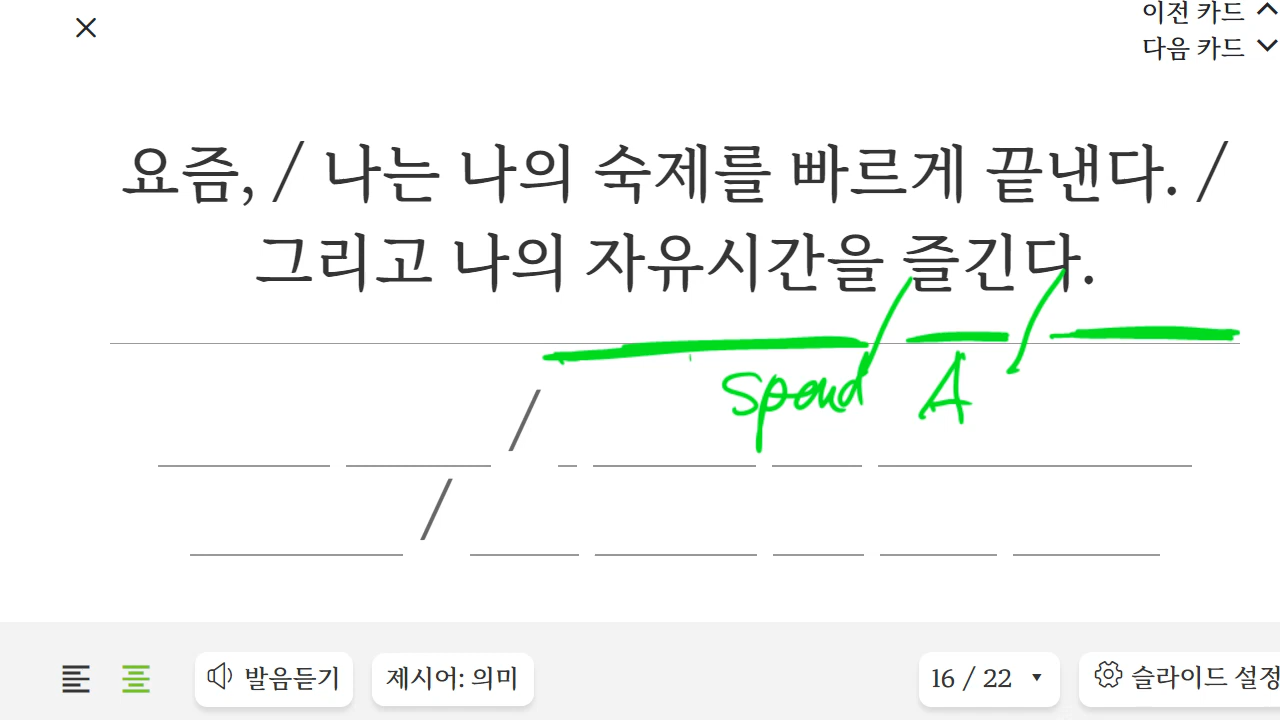 이전 카드
다음 카드
요즘, / 나는 나의 숙제를 빠르게 끝낸다. /
그리고 나의 자유시간을 즐긴다.
/
spend / A /
/
발음듣기 제시어: 의미 16 / 22 슬라이드 설정